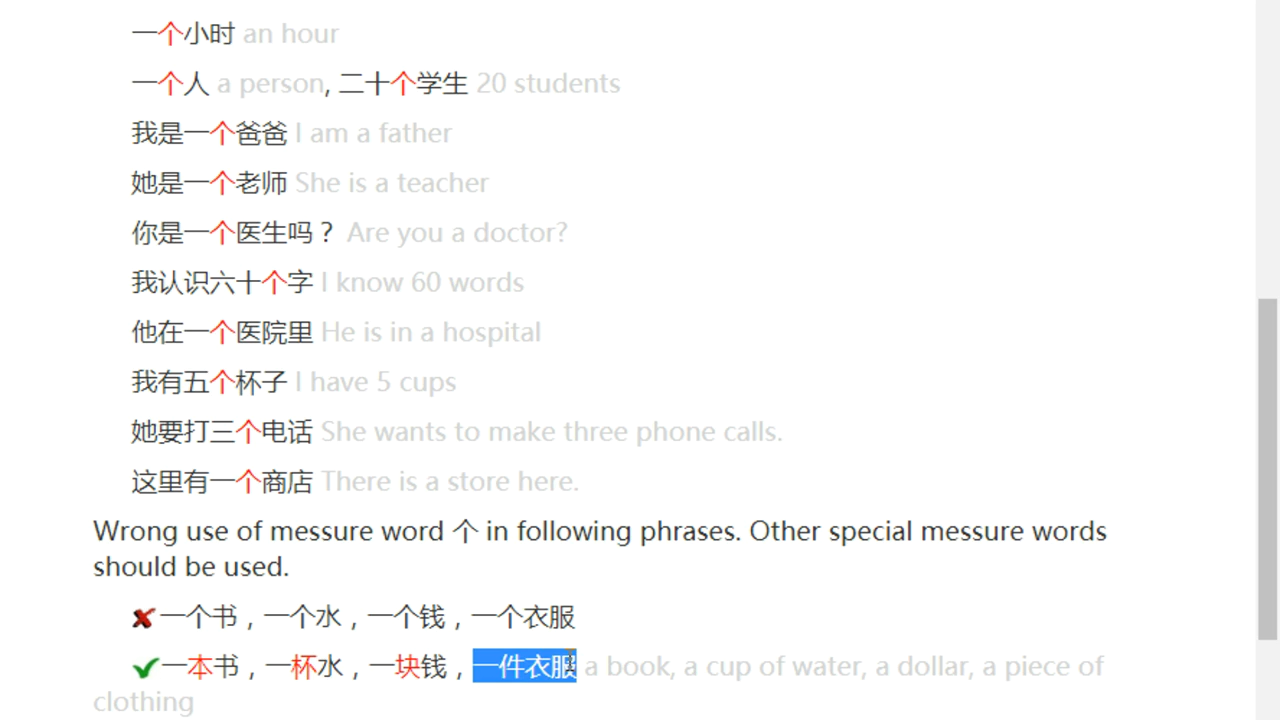 一个小时 an hour
一个人 a person, 二十个学生 20 students
我是一个爸爸 I am a father
她是一个老师 She is a teacher
你是一个医生吗？ Are you a doctor?
我认识六十个字 I know 60 words
他在一个医院里 He is in a hospital
我有五个杯子 I have 5 cups
她要打三个电话 She wants to make three phone calls.
这里有一个商店 There is a store here.
Wrong use of messure word 个 in following phrases. Other special messure words
should be used.
一个书，一个水，一个钱，一个衣服
一本书，一杯水，一块钱，一件衣服 a book, a cup of water, a dollar, a piece of
clothing